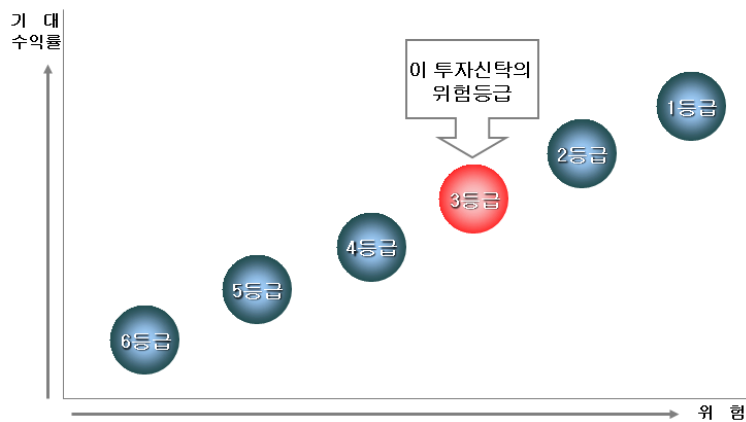 기 대
수익률
이 투자신탁의
위험등급
1등급
2등급
3등급
4등급
5등급
6등급
위 험